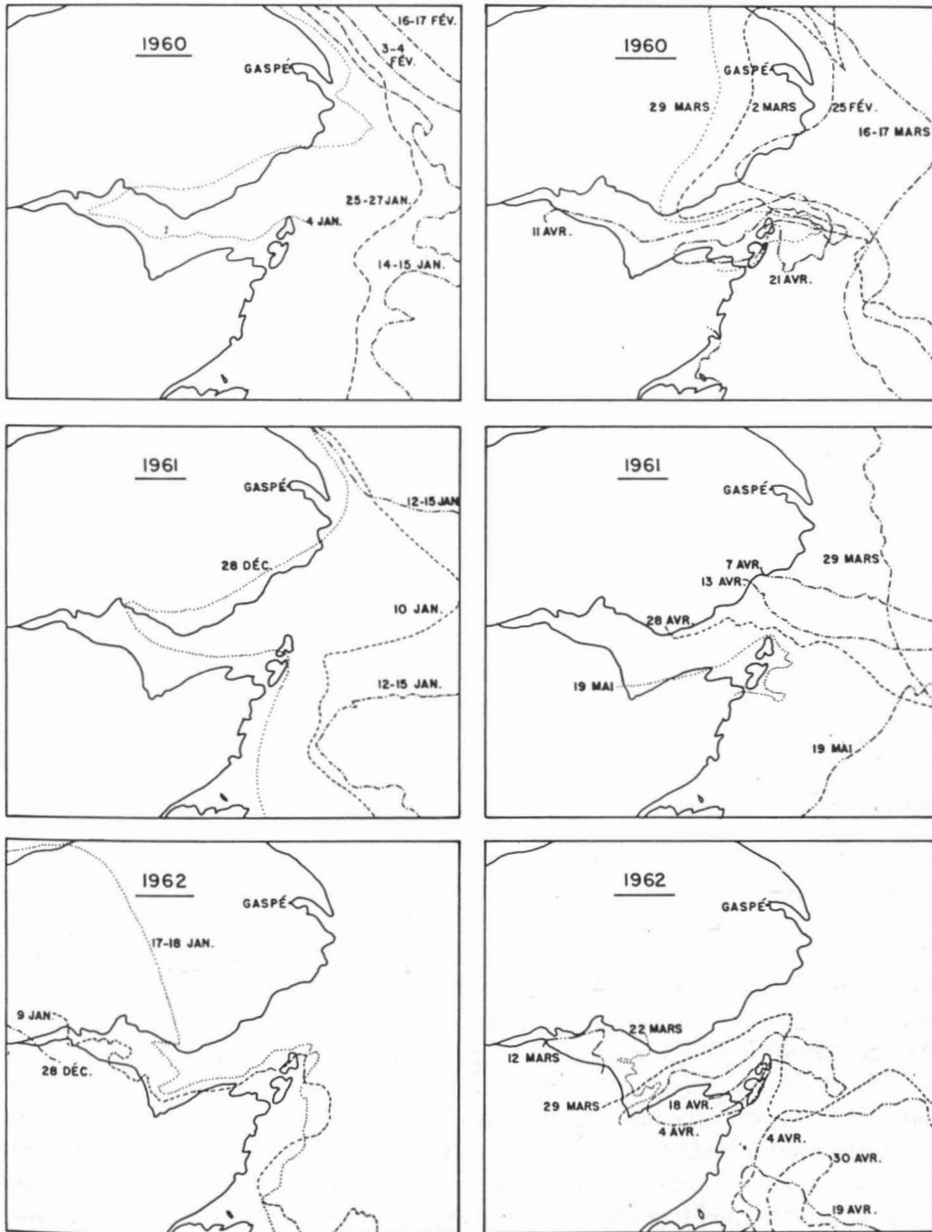 1960
16-17 FÉV.
3-4
FÉV.
GASPÉ
25-27JAN.
4 JAN.
14-15 JAN.
1960
GASPÉ
29 MARS
2 MARS
25 FÉV.
16-17 MARS
11 AVR.
21 AVR.
1961
GASPÉ
12-15 JAN.
28 DÉC.
10 JAN.
12-15 JAN.
1961
GASPÉ
29 MARS
7 AVR.
13 AVR.
28 AVR.
19 MAI
19 MAI
1962
GASPÉ
17-18 JAN.
9 JAN.
28 DÉC.
1962
GASPÉ
22 MARS
12 MARS
29 MARS
18 AVR.
4 AVR.
4 AVR.
30 AVR.
19 AVR.